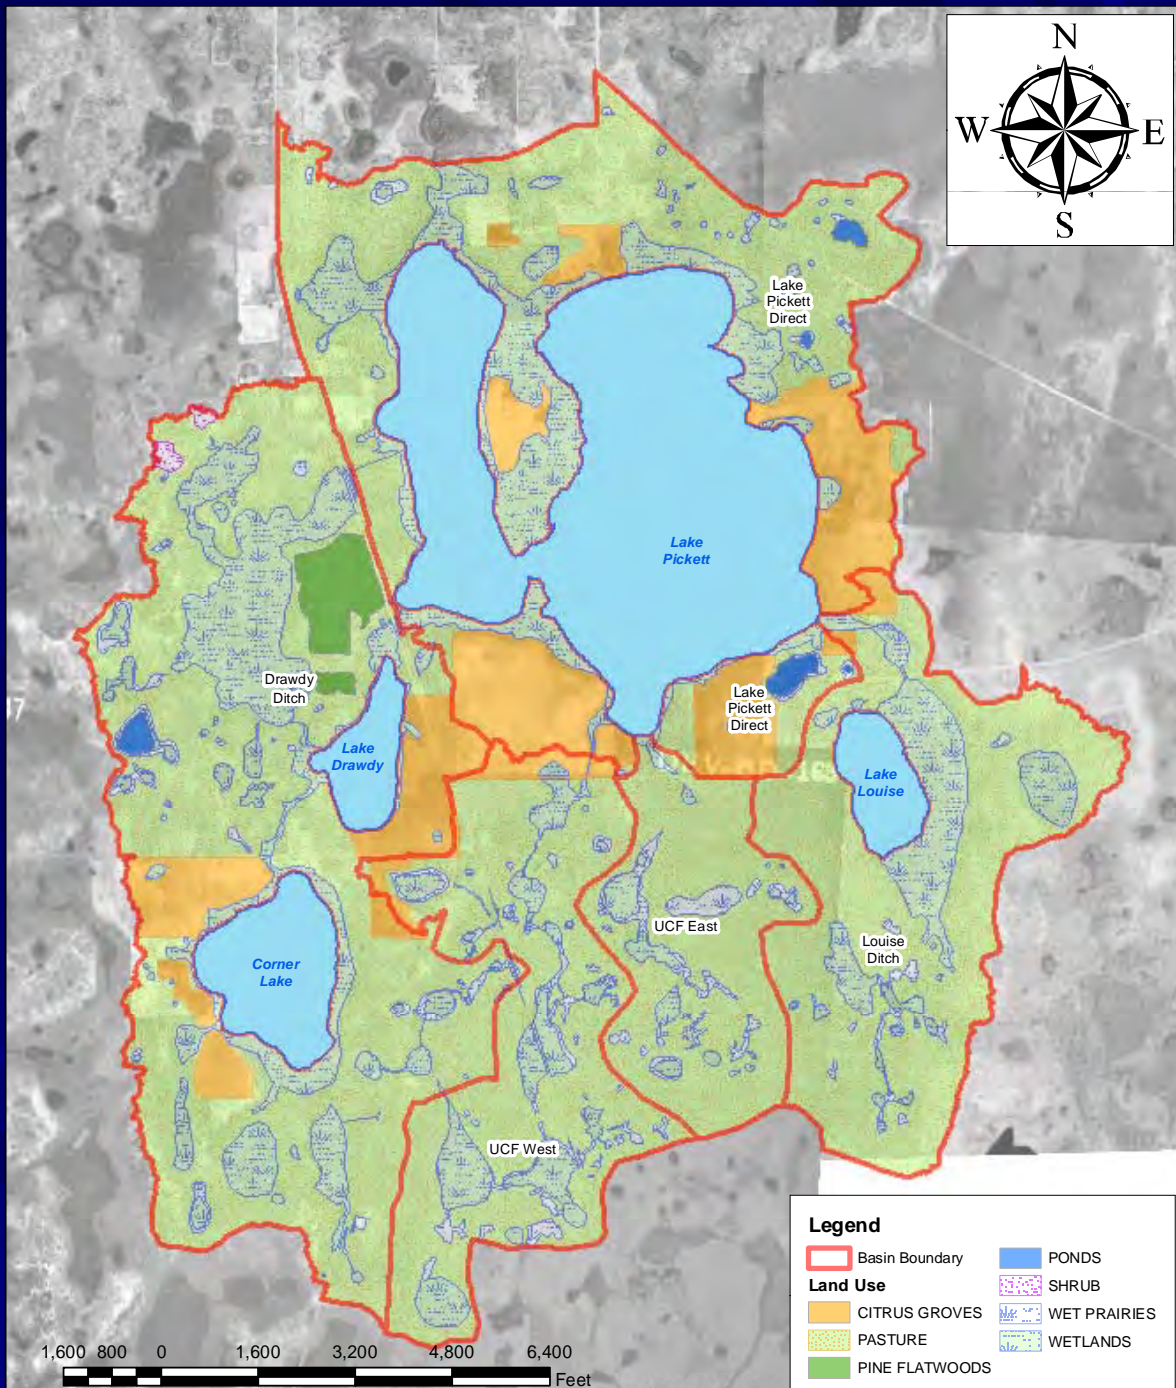 N
W E
S
Lake
Pickett
Direct
Lake
Pickett
Drawdy
Ditch
Lake
Pickett
Direct
Lake
Drawdy
Lake
Louise
UCF East
Louise
Ditch
Corner
Lake
UCF West
Legend
Basin Boundary
Land Use
CITRUS GROVES
PASTURE
PINE FLATWOODS
PONDS
SHRUB
WET PRAIRIES
WETLANDS
1,600 800 0 1,600 3,200 4,800 6,400
Feet